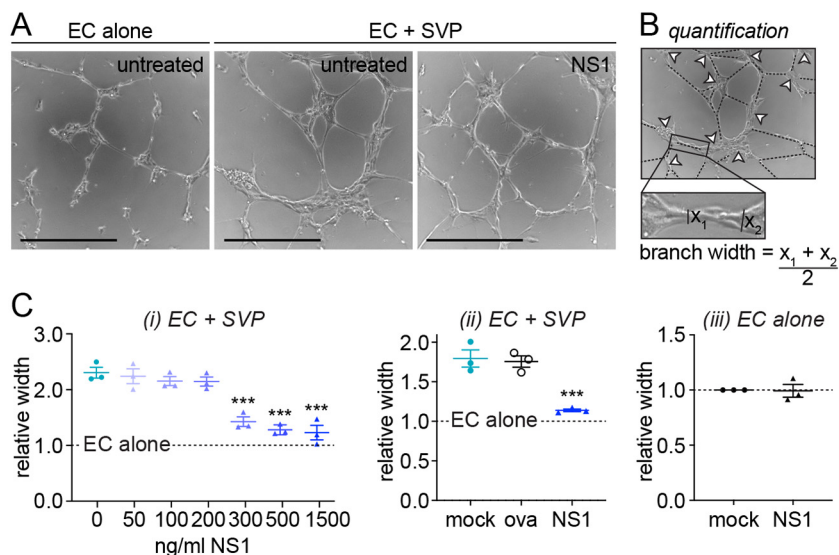 A
EC alone
EC + SVP
untreated
untreated
NS1
B
quantification
x1
x2
branch width = x1 + x2
2
C
(i) EC + SVP
relative width
3.0
2.0
1.0
0.0
EC alone
***
***
***
0 50 100 200 300 500 1500
ng/ml NS1
(ii) EC + SVP
relative width
2.0
1.5
1.0
0.5
0.0
EC alone
***
mock ova NS1
(iii) EC alone
relative width
1.5
1.0
0.5
0.0
mock NS1